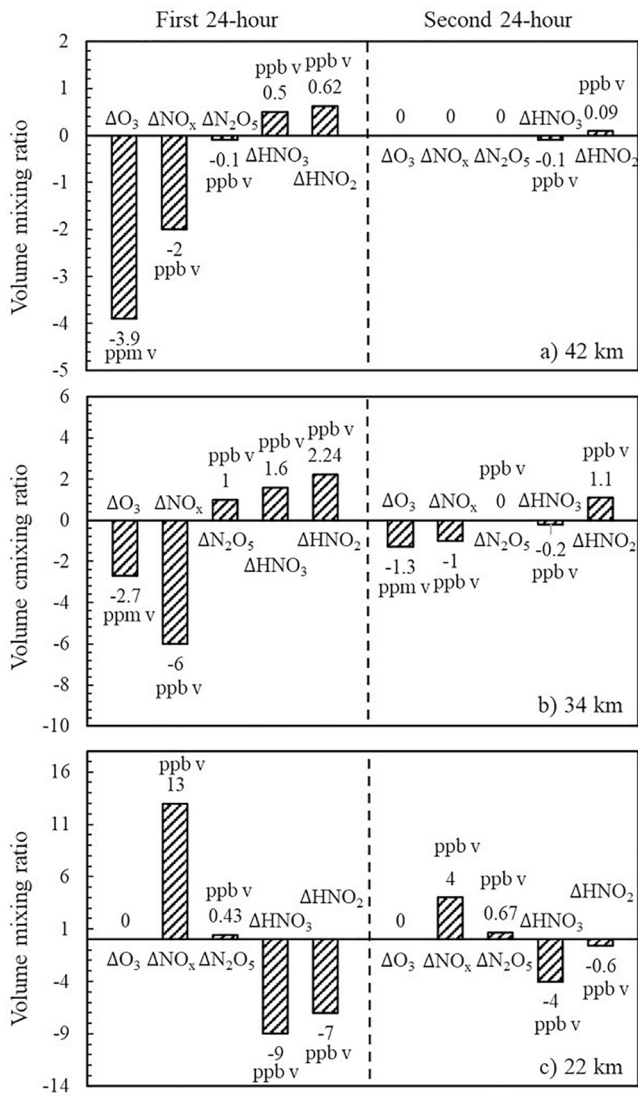 First 24-hour
Second 24-hour
Volume mixing ratio
2
1
0
-1
-2
-3
-4
-5
ppb v ppb v
0.5 0.62
ΔO₃ ΔNOₓ ΔN₂O₅
-0.1 ΔHNO₃
ppb v ΔHNO₂
-2
ppb v
-3.9
ppm v
ppb v
0 0 0 ΔHNO₃ 0.09
ΔO₃ ΔNOₓ ΔN₂O₅ -0.1 ΔHNO₂
ppb v
a) 42 km
Volume cmixing ratio
6
4
2
0
-2
-4
-6
-8
-10
ppb v ppb v ppb v
1 1.6 2.24
ΔO₃ ΔNOₓ
ΔN₂O₅ ΔHNO₃ ΔHNO₂
-2.7
ppm v
-6
ppb v
ppb v ppb v
ΔO₃ ΔNOₓ 0 ΔHNO₃ 1.1
ΔN₂O₅ -0.2 ΔHNO₂
ppb v
-1.3 -1
ppm v ppb v
b) 34 km
Volume mixing ratio
16
11
6
1
-4
-9
-14
ppb v
13
ppb v
0 0.43 ΔHNO₃ ΔHNO₂
ΔO₃ ΔNOₓ ΔN₂O₅
-9 -7
ppb v ppb v
ppb v ppb v
4 0.67
0 ΔHNO₃ ΔHNO₂
ΔO₃ ΔNOₓ ΔN₂O₅ -0.6
ppb v
-4
ppb v
c) 22 km